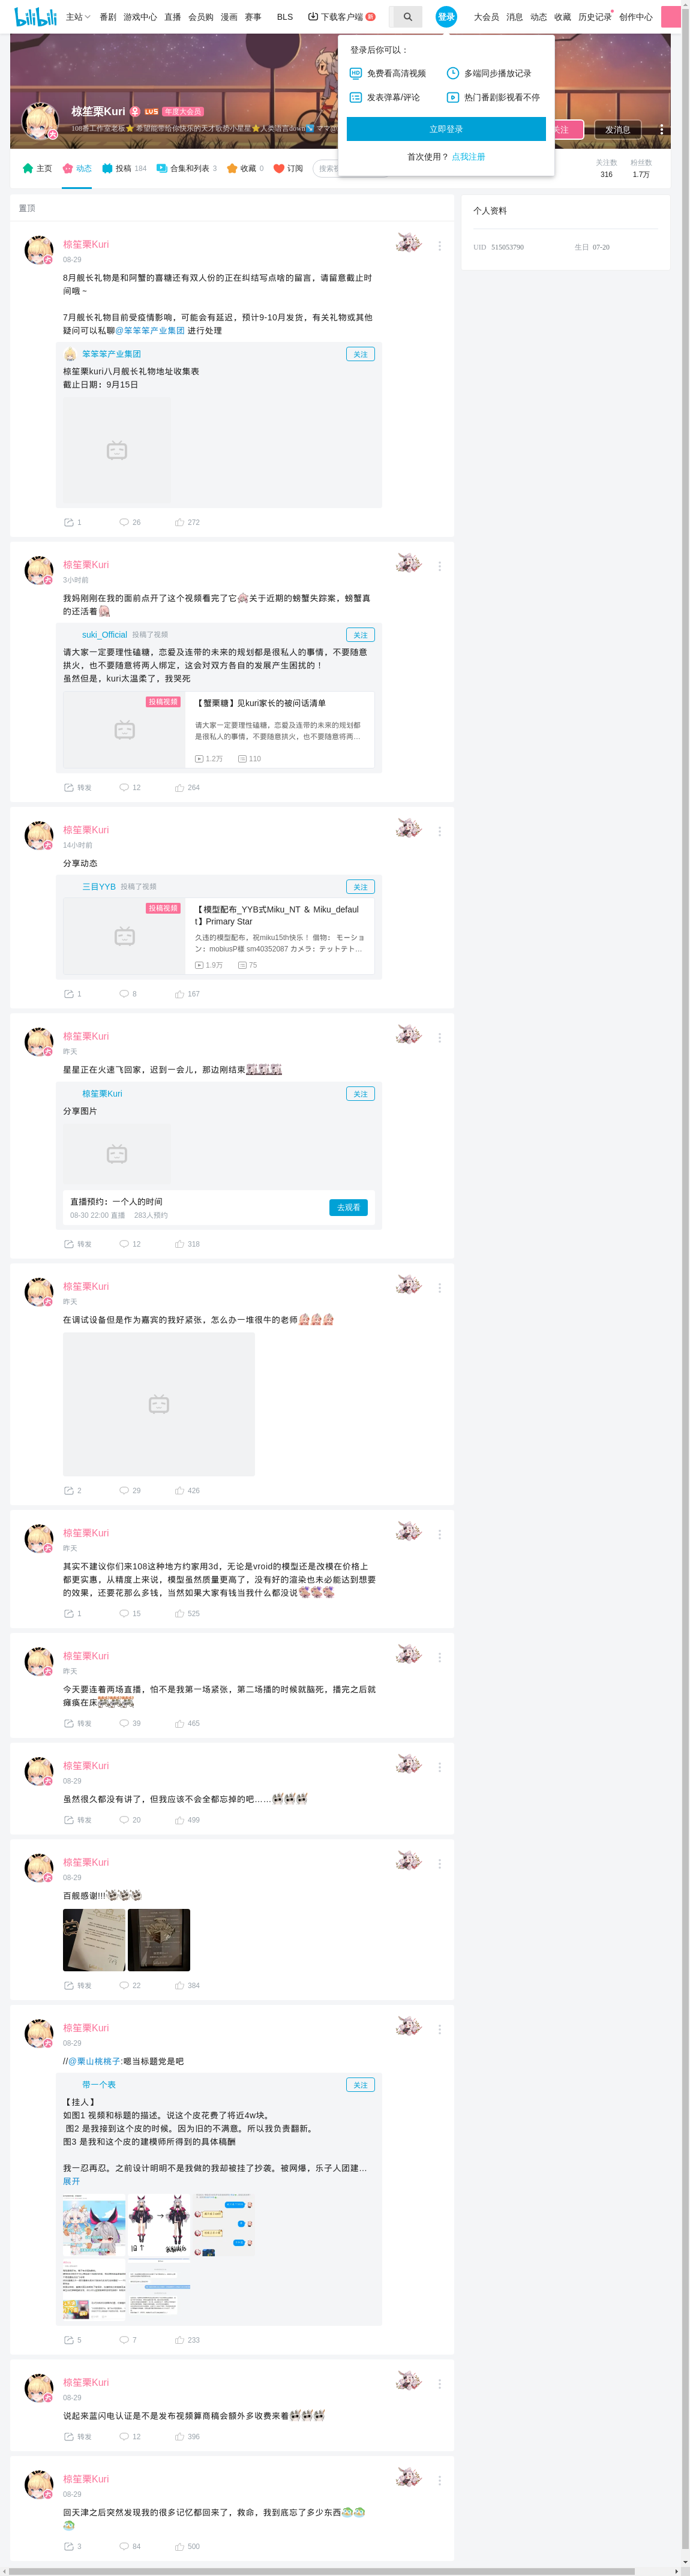 bilibili 主站 番剧 游戏中心 直播 会员购 漫画 赛事 BLS 下载客户端 新 登录 大会员 消息 动态 收藏 历史记录 创作中心
登录后你可以：
免费看高清视频 多端同步播放记录
发表弹幕/评论 热门番剧影视看不停
立即登录
首次使用？ 点我注册
椋笙栗Kuri LV5 年度大会员
关注 发消息
主页 动态 投稿 184 合集和列表 3 收藏 0 订阅
关注数 粉丝数
316 1.7万
个人资料
UID 515053790 生日 07-20
置顶
椋笙栗Kuri
08-29
8月舰长礼物是和阿蟹的喜糖还有双人份的正在纠结写点啥的留言，请留意截止时
间哦～
7月舰长礼物目前受疫情影响，可能会有延迟，预计9-10月发货，有关礼物或其他
疑问可以私聊@笨笨笨产业集团 进行处理
笨笨笨产业集团 关注
椋笙栗kuri八月舰长礼物地址收集表
截止日期：9月15日
1 26 272
椋笙栗Kuri
3小时前
我妈刚刚在我的面前点开了这个视频看完了它关于近期的螃蟹失踪案，螃蟹真
的还活着
suki_Official 投稿了视频 关注
请大家一定要理性磕糖，恋爱及连带的未来的规划都是很私人的事情，不要随意
拱火，也不要随意将两人绑定，这会对双方各自的发展产生困扰的！
虽然但是，kuri太温柔了，我哭死
投稿视频
【蟹栗糖】见kuri家长的被问话清单
请大家一定要理性磕糖，恋爱及连带的未来的规划都
是很私人的事情，不要随意拱火，也不要随意将两...
1.2万 110
转发 12 264
椋笙栗Kuri
14小时前
分享动态
三目YYB 投稿了视频 关注
投稿视频
【模型配布_YYB式Miku_NT ＆ Miku_defaul
t】Primary Star
久违的模型配布，祝miku15th快乐！ 借物： モーショ
ン：mobiusP様 sm40352087 カメラ：テットテト...
1.9万 75
1 8 167
椋笙栗Kuri
昨天
星星正在火速飞回家，迟到一会儿，那边刚结束
椋笙栗Kuri 关注
分享图片
直播预约：一个人的时间
08-30 22:00 直播 283人预约
去观看
转发 12 318
椋笙栗Kuri
昨天
在调试设备但是作为嘉宾的我好紧张，怎么办一堆很牛的老师
2 29 426
椋笙栗Kuri
昨天
其实不建议你们来108这种地方约家用3d，无论是vroid的模型还是改模在价格上
都更实惠，从精度上来说，模型虽然质量更高了，没有好的渲染也未必能达到想要
的效果，还要花那么多钱，当然如果大家有钱当我什么都没说
1 15 525
椋笙栗Kuri
昨天
今天要连着两场直播，怕不是我第一场紧张，第二场播的时候就脑死，播完之后就
瘫痪在床
转发 39 465
椋笙栗Kuri
08-29
虽然很久都没有讲了，但我应该不会全都忘掉的吧……
转发 20 499
椋笙栗Kuri
08-29
百舰感谢!!!
转发 22 384
椋笙栗Kuri
08-29
//@栗山桃桃子:嗯当标题党是吧
带一个表 关注
【挂人】
如图1 视频和标题的描述。说这个皮花费了将近4w块。
图2 是我接到这个皮的时候。因为旧的不满意。所以我负责翻新。
图3 是我和这个皮的建模师所得到的具体稿酬
我一忍再忍。之前设计明明不是我做的我却被挂了抄袭。被网爆，乐子人团建...
展开
5 7 233
椋笙栗Kuri
08-29
说起来蓝闪电认证是不是发布视频算商稿会额外多收费来着
转发 12 396
椋笙栗Kuri
08-29
回天津之后突然发现我的很多记忆都回来了，救命，我到底忘了多少东西
3 84 500